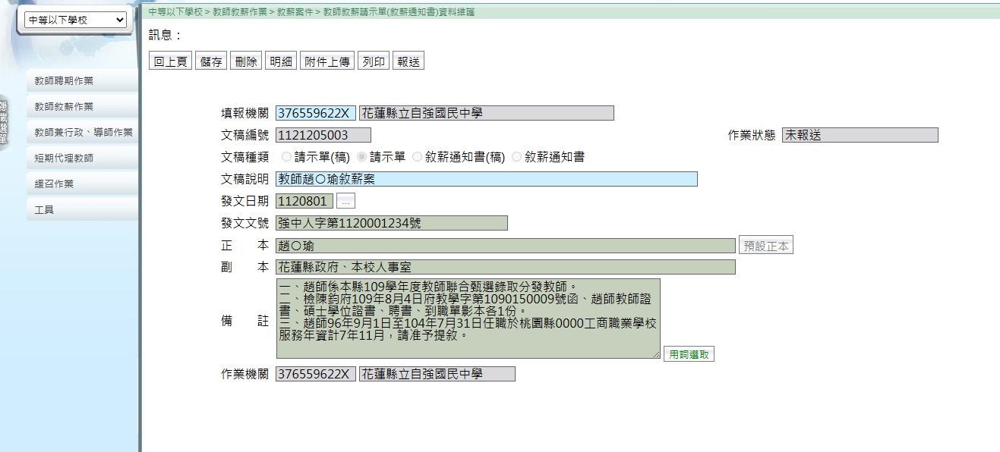 中等以下學校
中等以下學校 > 教師敘薪作業 > 敘薪案件 > 教師敘薪請示單(敘薪通知書)資料維護
訊息：
回上頁 儲存 刪除 明細 附件上傳 列印 報送
教師聘期作業
教師敘薪作業
教師兼行政、導師作業
短期代理教師
緩召作業
工具
隱藏選單
填報機關 376559622X 花蓮縣立自強國民中學
文稿編號 1121205003 作業狀態 未報送
文稿種類 請示單(稿) 請示單 敘薪通知書(稿) 敘薪通知書
文稿說明 教師趙〇瑜敘薪案
發文日期 1120801 ...
發文文號 強中人字第1120001234號
正 本 趙〇瑜 預設正本
副 本 花蓮縣政府、本校人事室
備 註
一、趙師係本縣109學年度教師聯合甄選錄取分發教師。
二、檢陳鈞府109年8月4日府教學字第1090150009號函、趙師教師證
書、碩士學位證書、聘書、到職單影本各1份。
三、趙師96年9月1日至104年7月31日任職於桃園縣0000工商職業學校
服務年資計7年11月，請准予提敘。
用詞選取
作業機關 376559622X 花蓮縣立自強國民中學